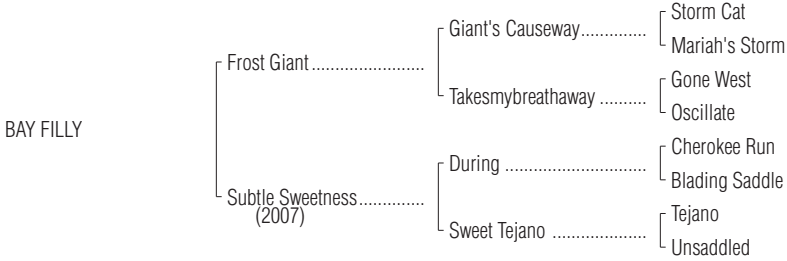 Storm Cat
Giant's Causeway..............
Mariah's Storm
Frost Giant........................
Gone West
Takesmybreathaway ..........
Oscillate
BAY FILLY
Cherokee Run
During ..............................
Blading Saddle
Subtle Sweetness..............
(2007)
Tejano
Sweet Tejano ....................
Unsaddled